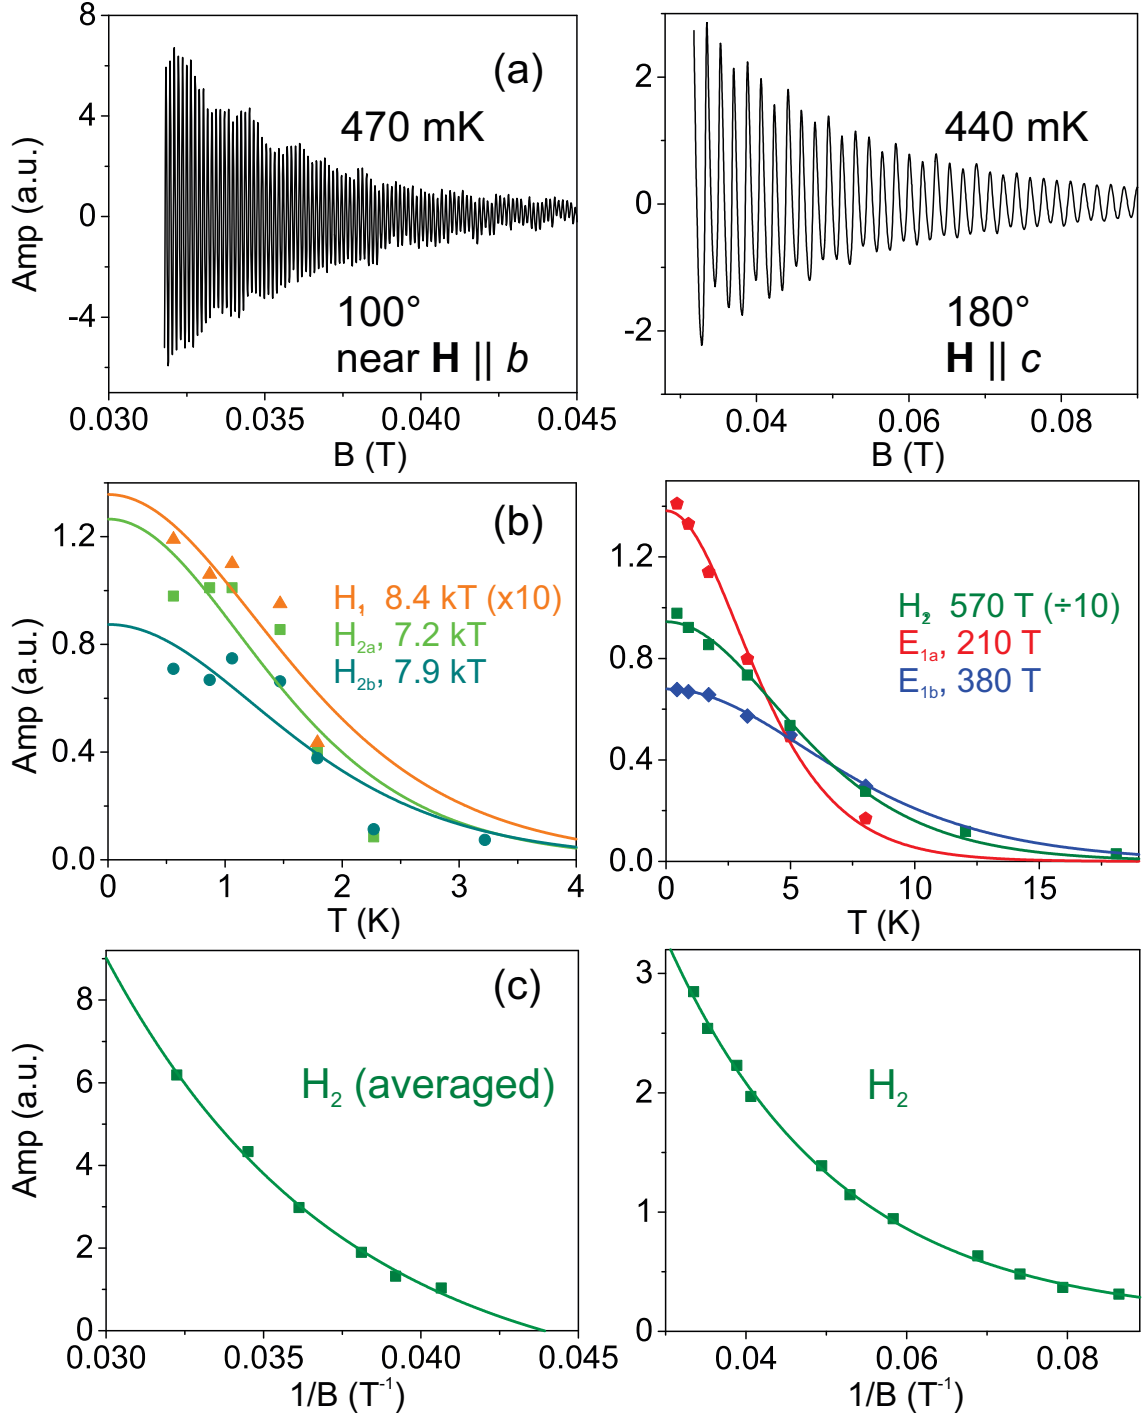 8
4
0
-4
Amp (a.u.)
(a)
470 mK
100°
near H || b
0.030 0.035 0.040 0.045
B (T)
2
0
-2
440 mK
180°
H || c
0.04 0.06 0.08
B (T)
1.2
0.8
0.4
0.0
Amp (a.u.)
(b)
H₁, 8.4 kT (x10)
H₂ₐ, 7.2 kT
H2b, 7.9 kT
0 1 2 3 4
T (K)
1.2
0.8
0.4
0.0
H₂, 570 T (÷10)
E₁ₐ, 210 T
E1b, 380 T
0 5 10 15
T (K)
8
6
4
2
0
Amp (a.u.)
(c)
H₂ (averaged)
0.030 0.035 0.040 0.045
1/B (T⁻¹)
3
2
1
0
H₂
0.04 0.06 0.08
1/B (T⁻¹)